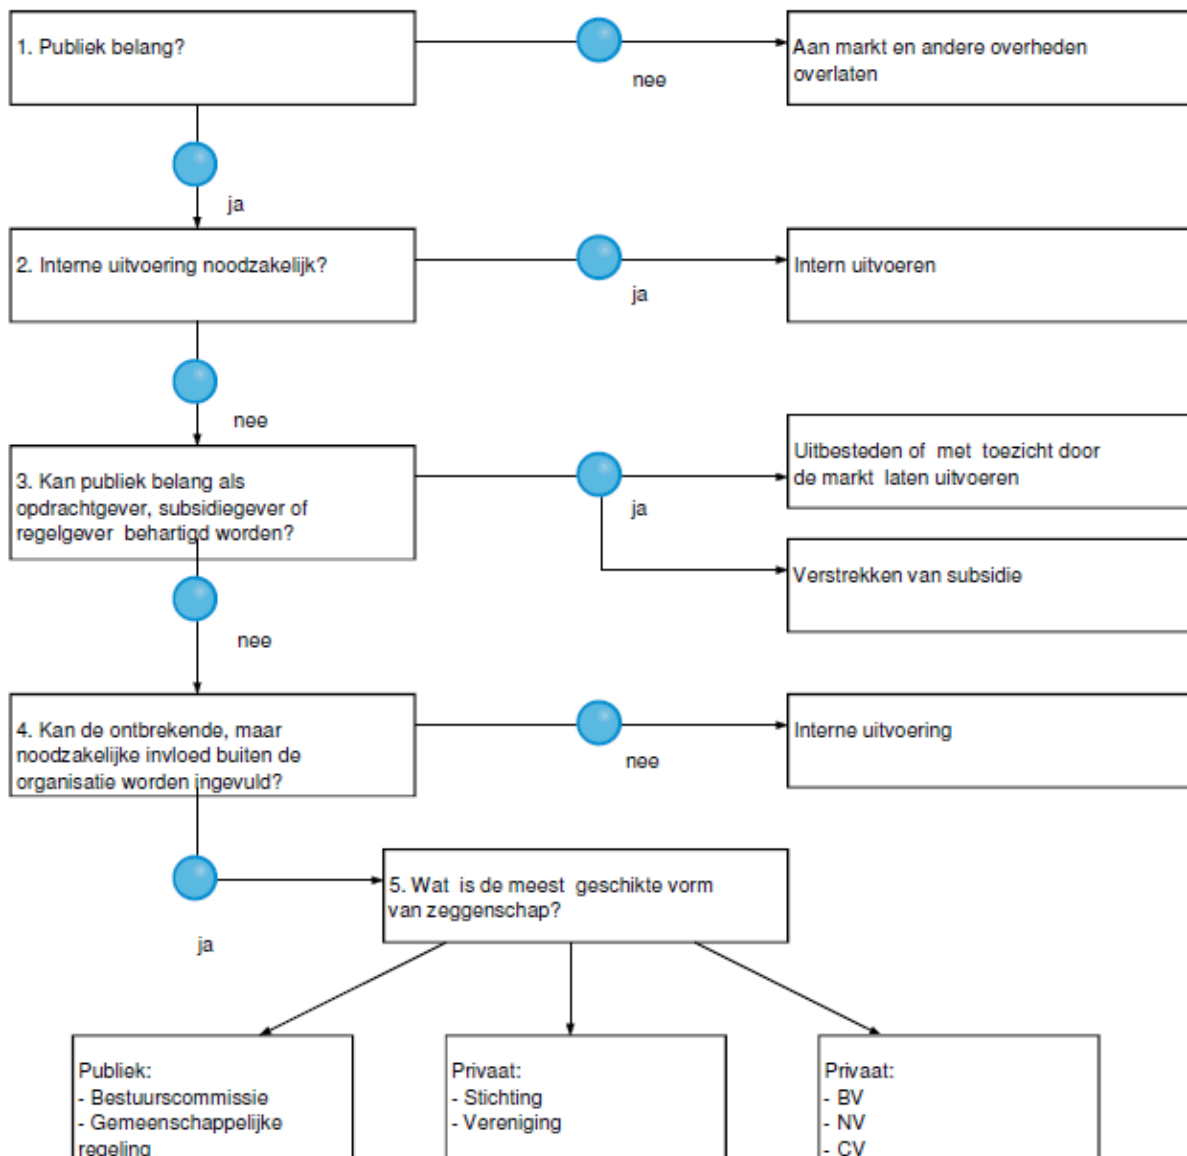 1. Publiek belang?
nee
Aan markt en andere overheden
overlaten
ja
2. Interne uitvoering noodzakelijk?
ja
Intern uitvoeren
nee
3. Kan publiek belang als
opdrachtgever, subsidiegever of
regelgever behartigd worden?
ja
Uitbesteden of met toezicht door
de markt laten uitvoeren
Verstrekken van subsidie
nee
4. Kan de ontbrekende, maar
noodzakelijke invloed buiten de
organisatie worden ingevuld?
nee
Interne uitvoering
ja
5. Wat is de meest geschikte vorm
van zeggenschap?
Publiek:
- Bestuurscommissie
- Gemeenschappelijke
regeling
Privaat:
- Stichting
- Vereniging
Privaat:
- BV
- NV
- CV